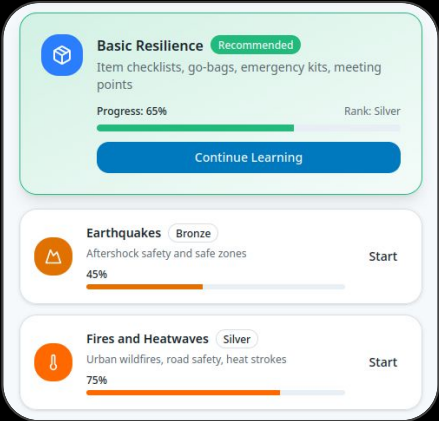 Basic Resilience Recommended
Item checklists, go-bags, emergency kits, meeting
points
Progress: 65% Rank: Silver
Continue Learning
Earthquakes Bronze
Aftershock safety and safe zones
45%
Start
Fires and Heatwaves Silver
Urban wildfires, road safety, heat strokes
75%
Start